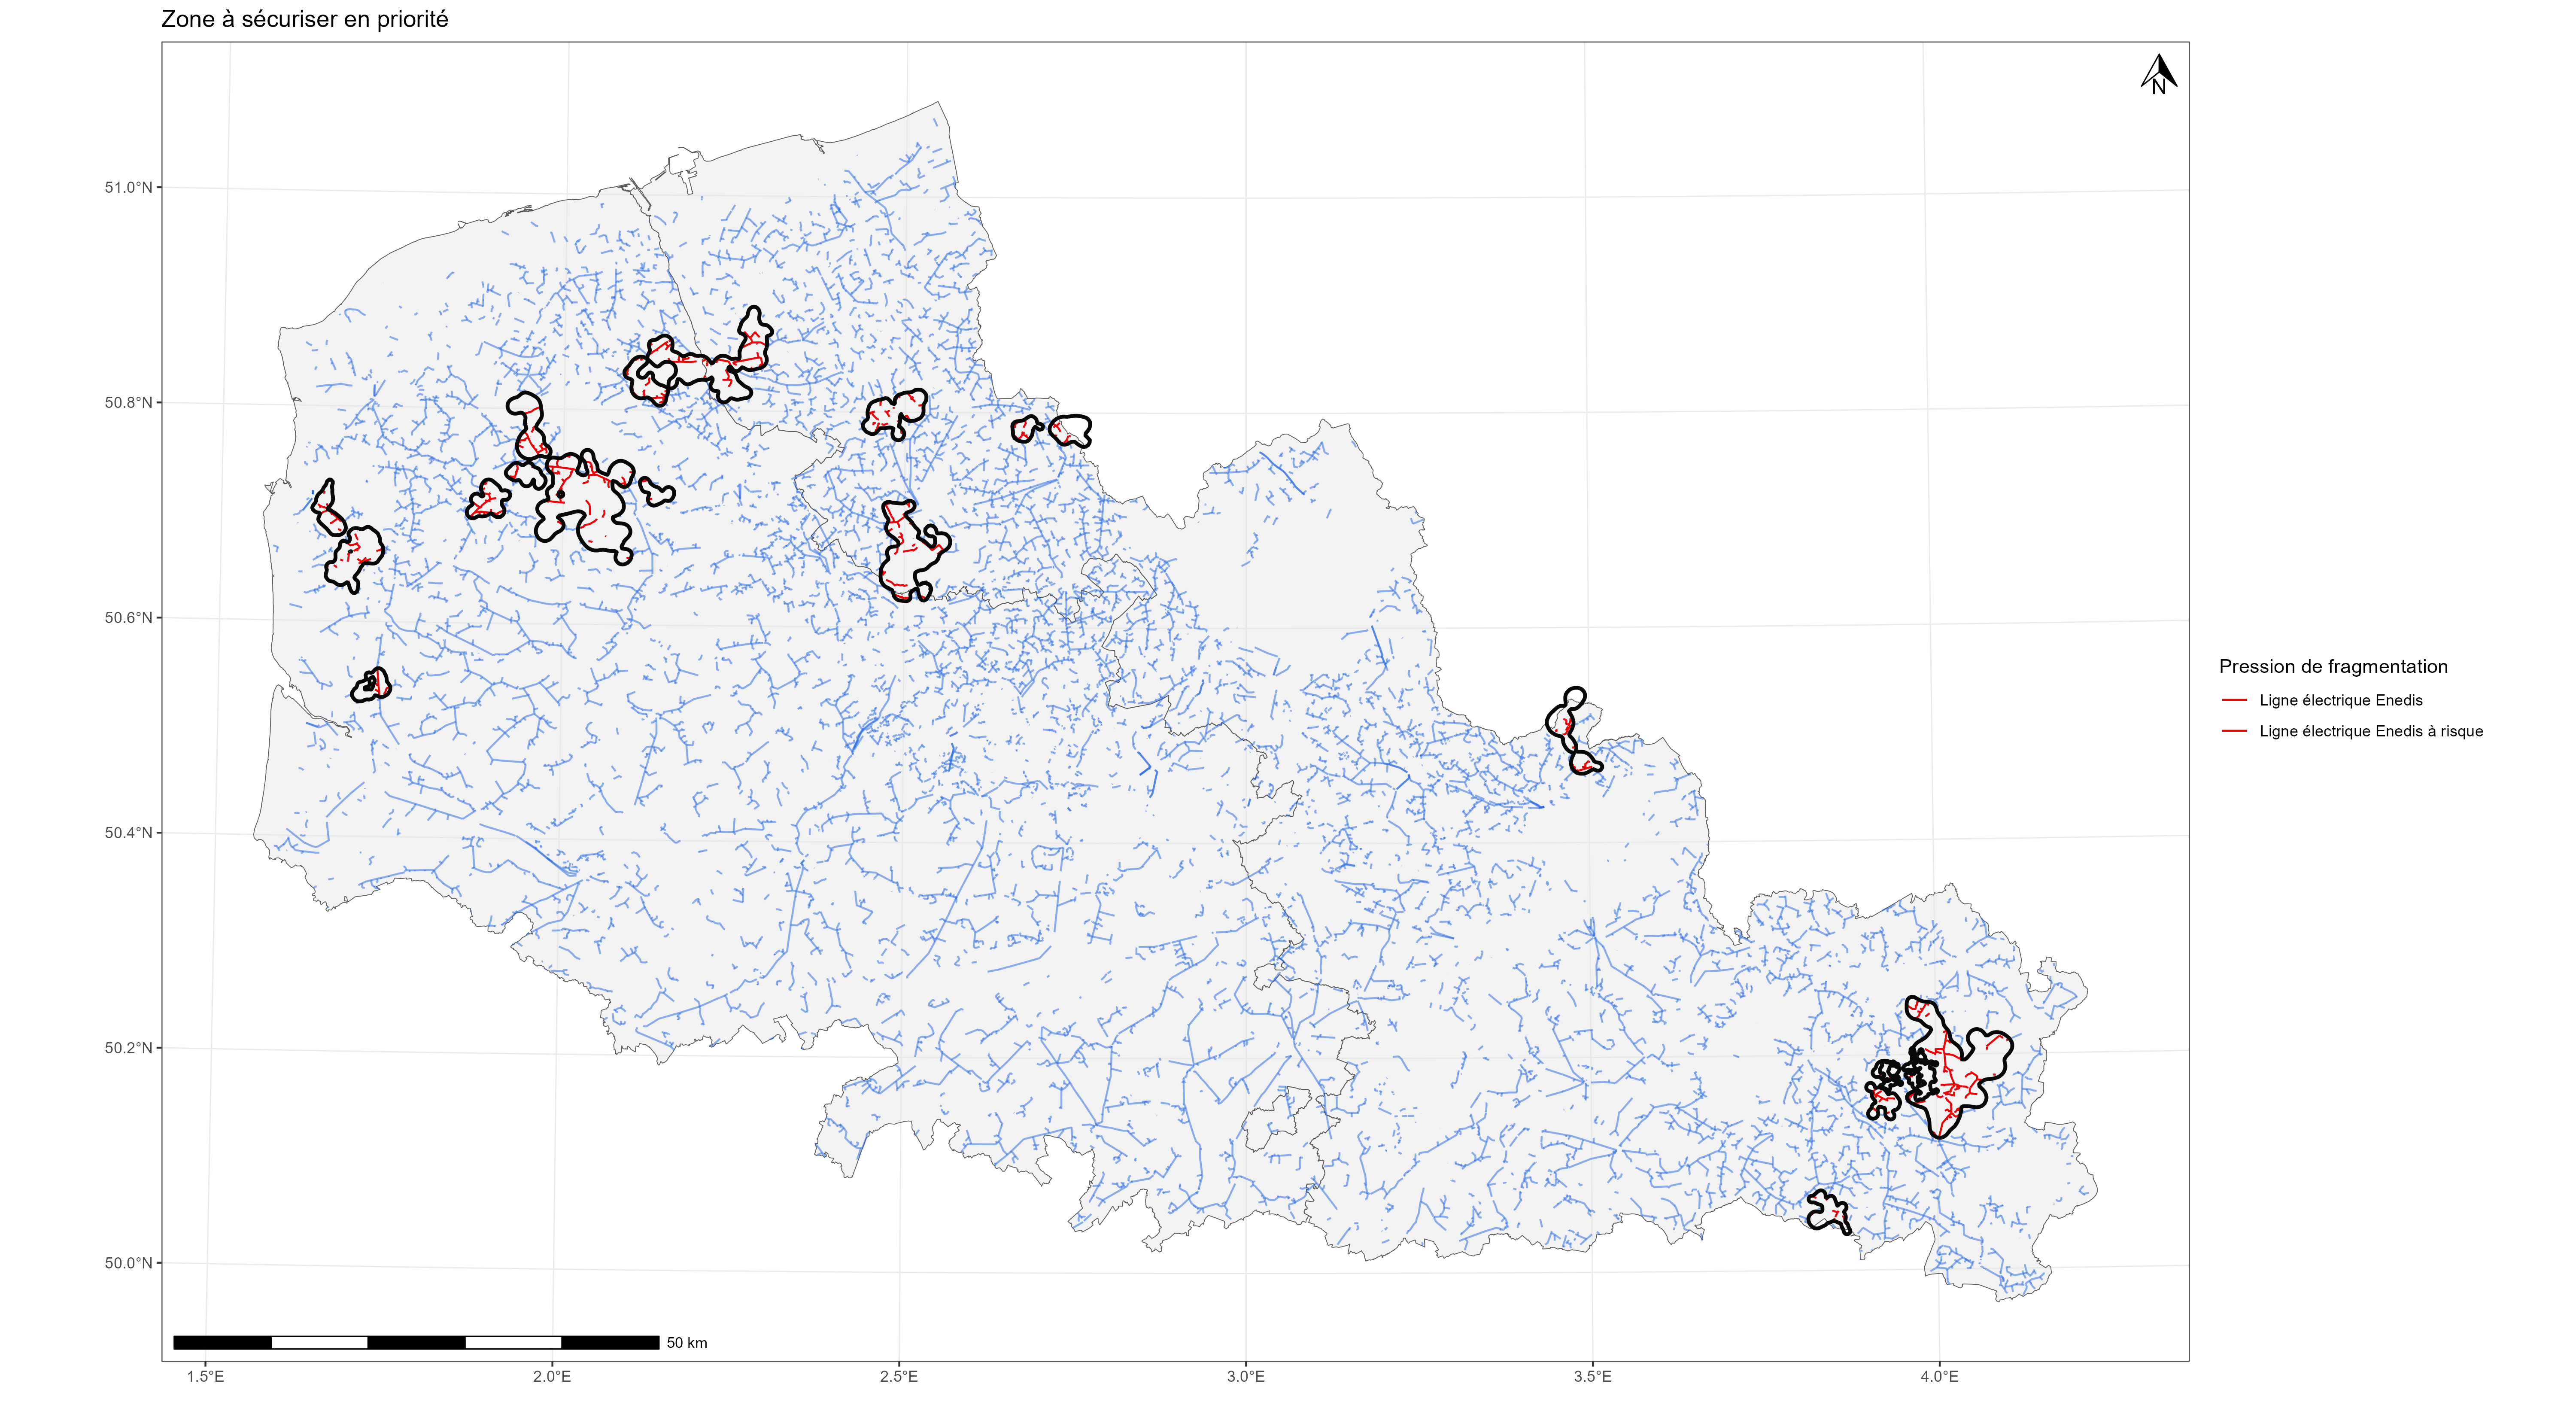 Zone à sécuriser en priorité
N
51.0°N
50.8°N
50.6°N
50.4°N
50.2°N
50.0°N
Pression de fragmentation
Ligne électrique Enedis
Ligne électrique Enedis à risque
50 km
1.5°E
2.0°E
2.5°E
3.0°E
3.5°E
4.0°E